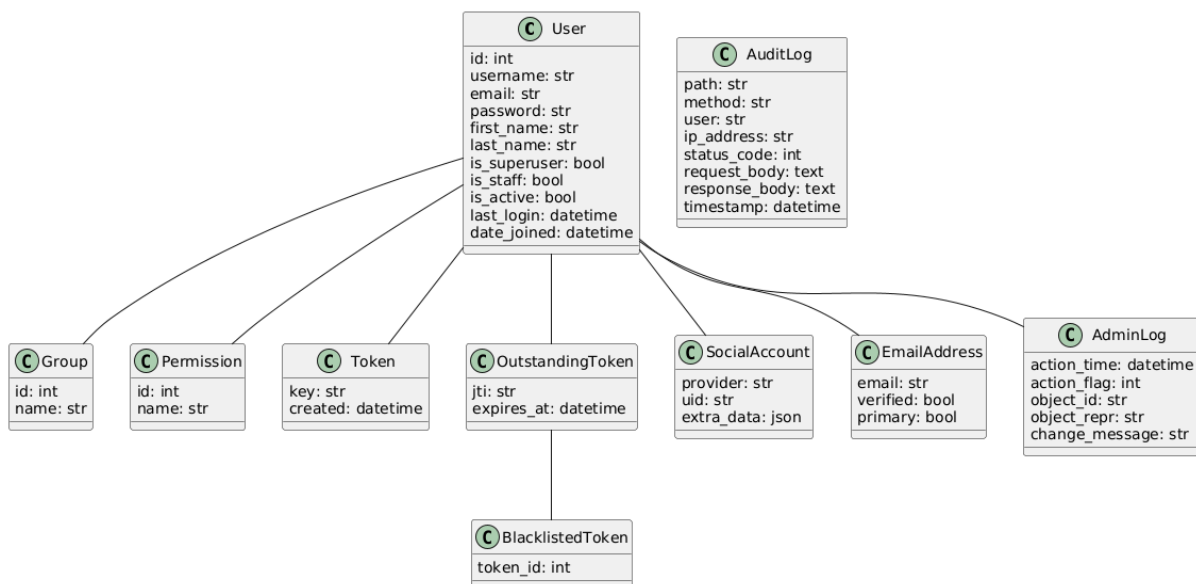 C User
id: int
username: str
email: str
password: str
first_name: str
last_name: str
is_superuser: bool
is_staff: bool
is_active: bool
last_login: datetime
date_joined: datetime
C AuditLog
path: str
method: str
user: str
ip_address: str
status_code: int
request_body: text
response_body: text
timestamp: datetime
C Group
id: int
name: str
C Permission
id: int
name: str
C Token
key: str
created: datetime
C OutstandingToken
jti: str
expires_at: datetime
C SocialAccount
provider: str
uid: str
extra_data: json
C EmailAddress
email: str
verified: bool
primary: bool
C AdminLog
action_time: datetime
action_flag: int
object_id: str
object_repr: str
change_message: str
C BlacklistedToken
token_id: int